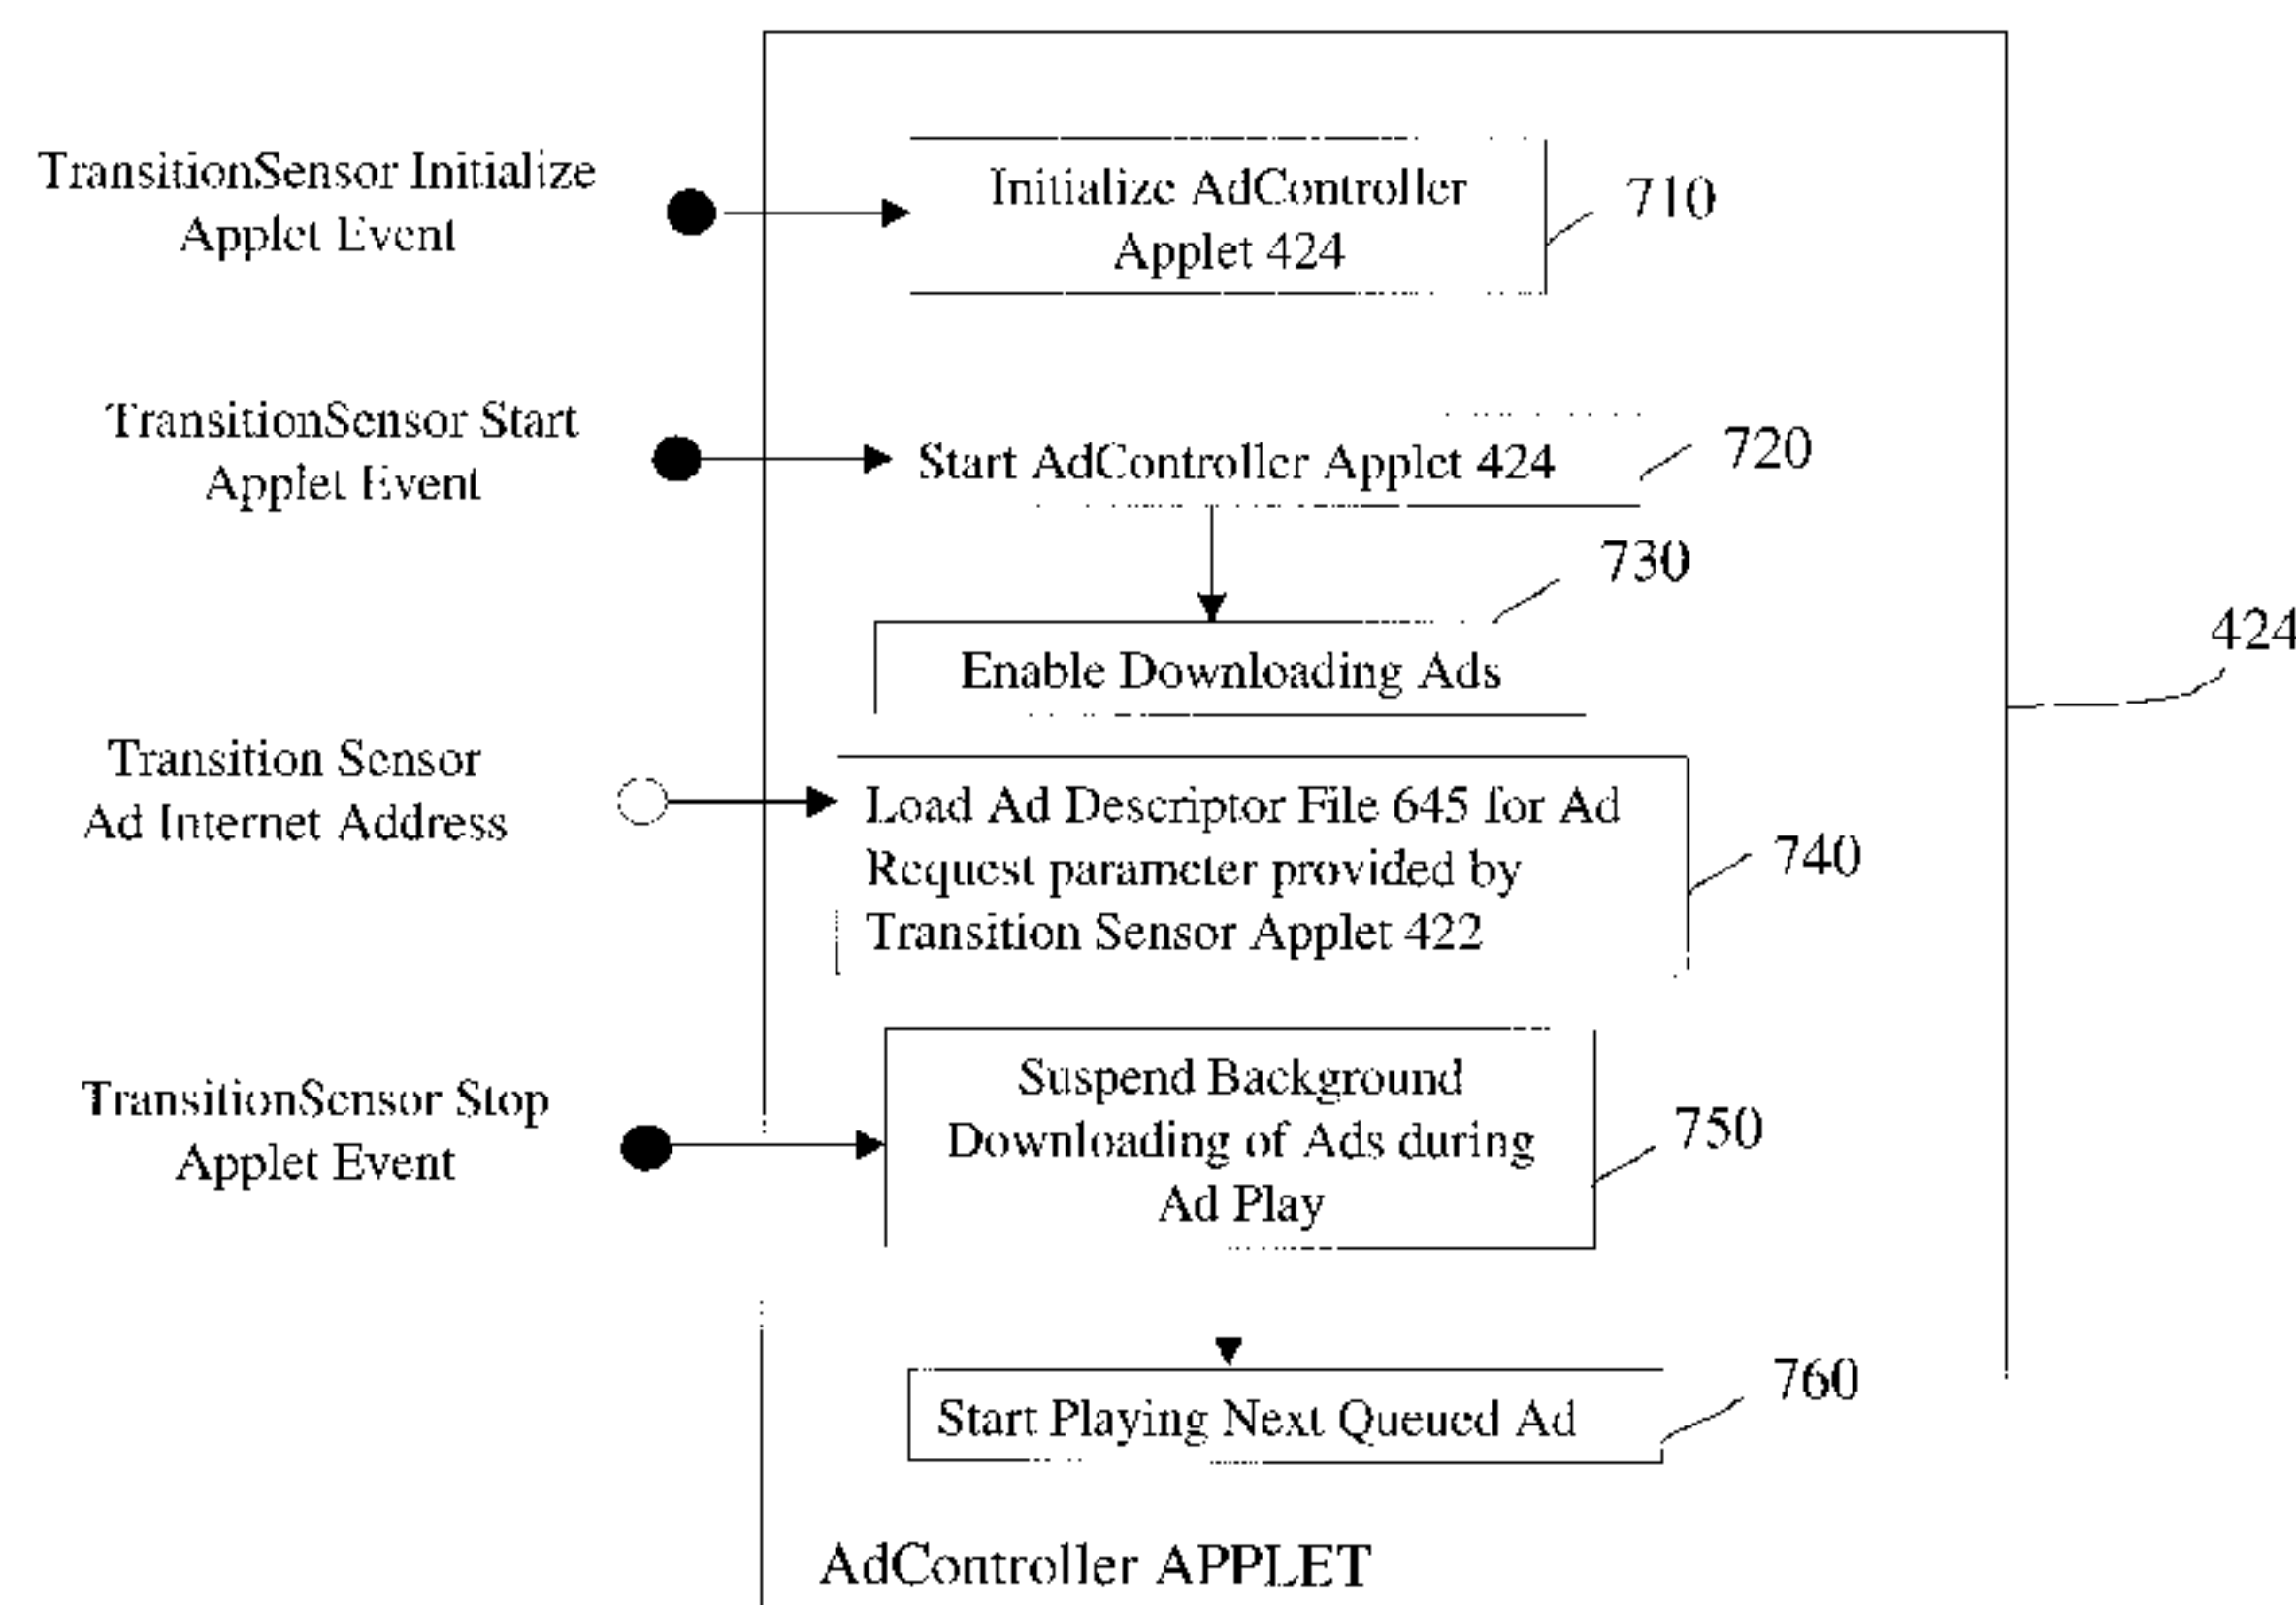 TransitionSensor Initialize
Applet Event
Initialize AdController
Applet 424
710
TransitionSensor Start
Applet Event
Start AdController Applet 424
720
730
Enable Downloading Ads
424
Transition Sensor
Ad Internet Address
Load Ad Descriptor File 645 for Ad
Request parameter provided by
Transition Sensor Applet 422
740
TransitionSensor Stop
Applet Event
Suspend Background
Downloading of Ads during
Ad Play
750
760
Start Playing Next Queued Ad
AdController APPLET